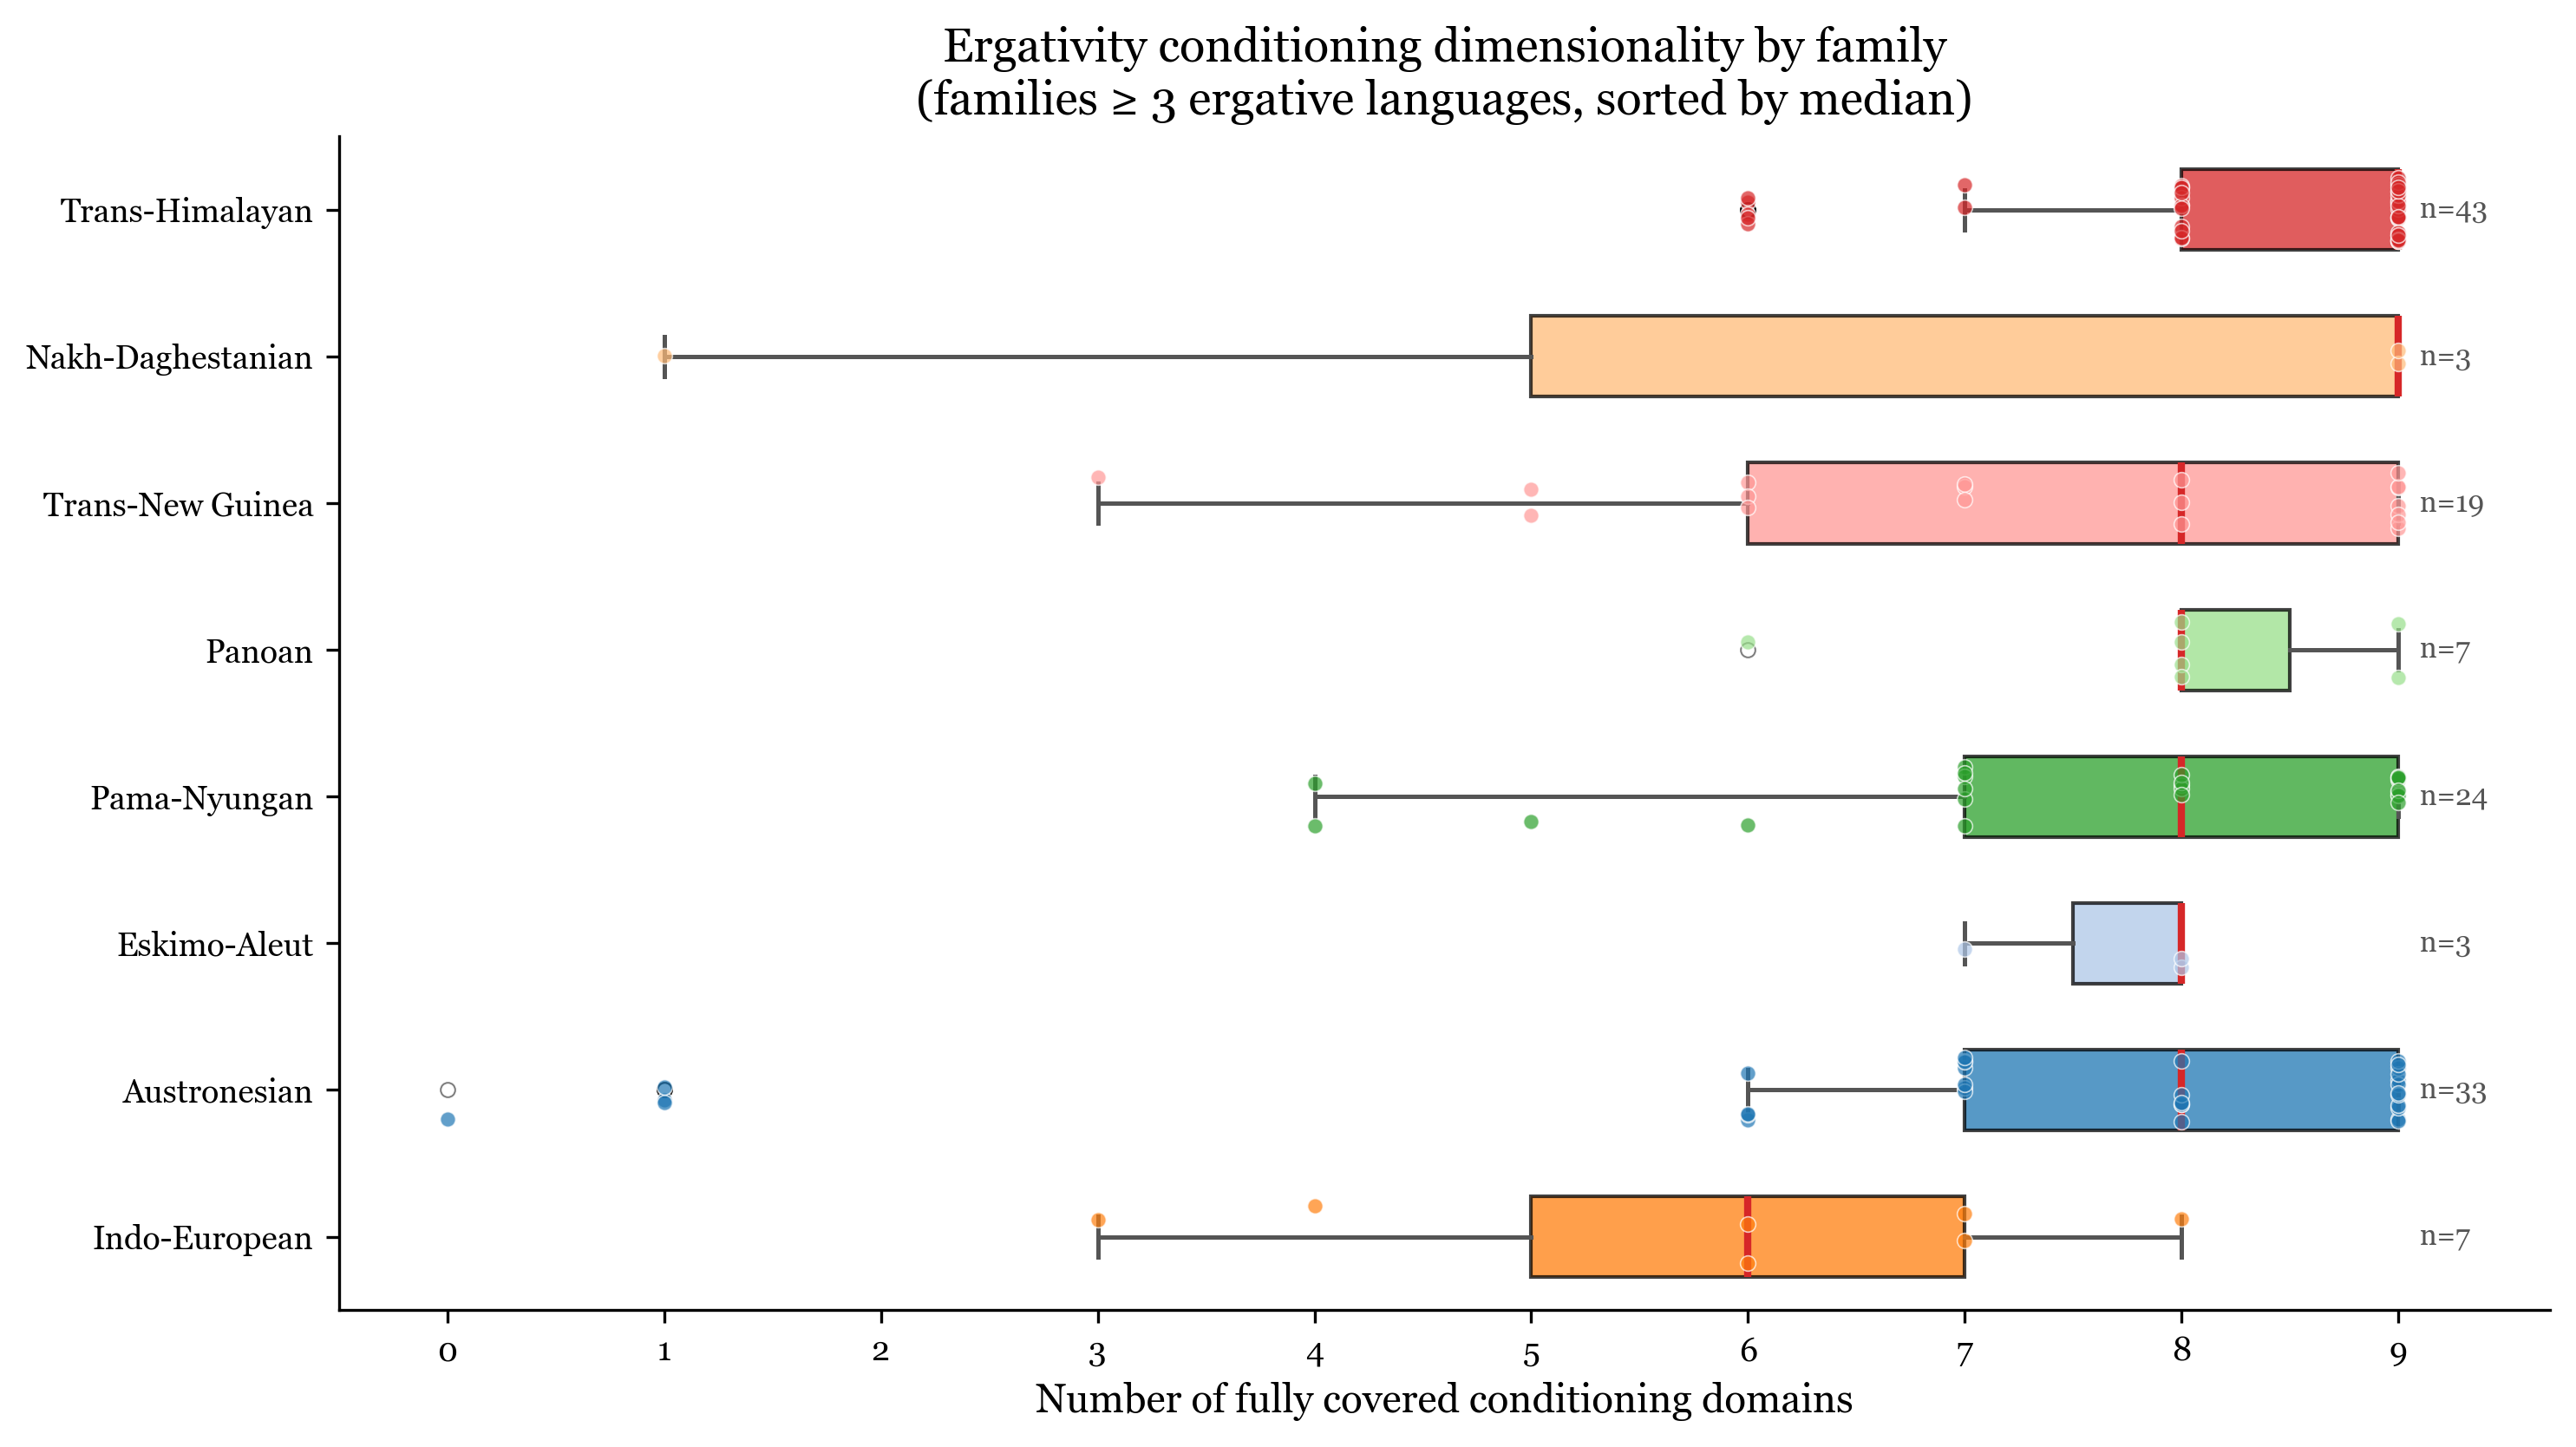 Ergativity conditioning dimensionality by family
(families ≥ 3 ergative languages, sorted by median)
Trans-Himalayan
n=43
Nakh-Daghestanian
n=3
Trans-New Guinea
n=19
Panoan
n=7
Pama-Nyungan
n=24
Eskimo-Aleut
n=3
Austronesian
n=33
Indo-European
n=7
0 1 2 3 4 5 6 7 8 9
Number of fully covered conditioning domains